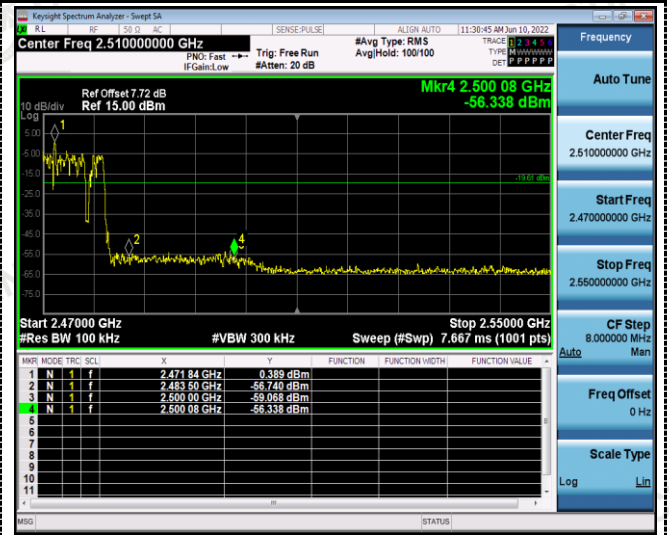 Keysight Spectrum Analyzer - Swept SA
RL RF 50 Ω AC SENSE:PULSE ALIGN AUTO 11:30:45 AM Jun 10, 2022
Center Freq 2.510000000 GHz
PNO: Fast
IFGain:Low
Trig: Free Run
#Atten: 20 dB
#Avg Type: RMS
Avg|Hold: 100/100
TRACE 1 2 3 4 5 6
TYPE M W W W W W
DET P P P P P P
Frequency
Auto Tune
Center Freq
2.510000000 GHz
Start Freq
2.470000000 GHz
Stop Freq
2.550000000 GHz
CF Step
8.000000 MHz
Auto Man
Freq Offset
0 Hz
Scale Type
Log Lin
Mkr4 2.500 08 GHz
-56.338 dBm
Ref Offset 7.72 dB
10 dB/div Ref 15.00 dBm
Log
5.00
-5.00
-15.0
-25.0
-35.0
-45.0
-55.0
-65.0
-75.0
1
2
4
-19.61 dBm
Start 2.47000 GHz Stop 2.55000 GHz
#Res BW 100 kHz #VBW 300 kHz Sweep (#Swp) 7.667 ms (1001 pts)
MKR MODE TRC SCL X Y FUNCTION FUNCTION WIDTH FUNCTION VALUE
1 N 1 f 2.471 84 GHz 0.389 dBm
2 N 1 f 2.483 50 GHz -56.740 dBm
3 N 1 f 2.500 00 GHz -59.068 dBm
4 N 1 f 2.500 08 GHz -56.338 dBm
5
6
7
8
9
10
11
MSG STATUS